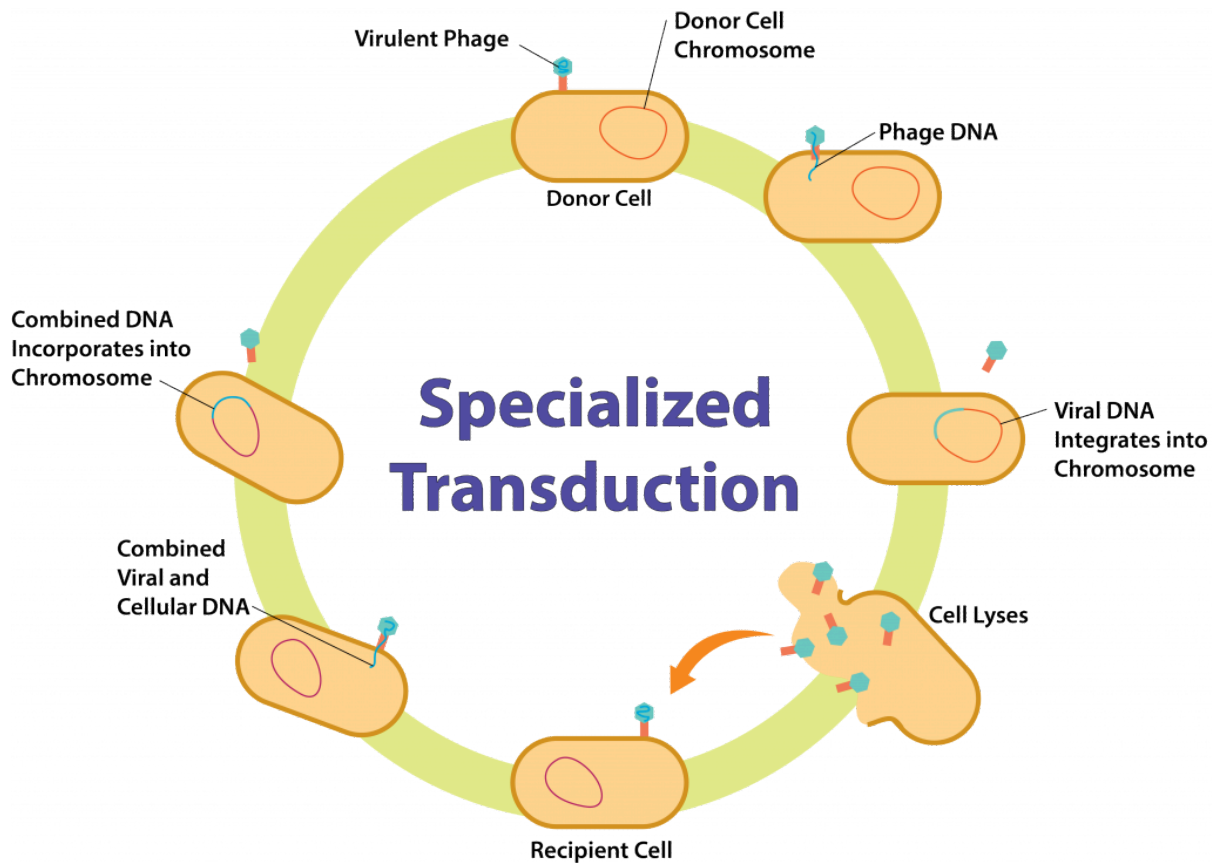 Virulent Phage
Donor Cell
Chromosome
Phage DNA
Donor Cell
Combined DNA
Incorporates into
Chromosome
Specialized
Transduction
Viral DNA
Integrates into
Chromosome
Combined
Viral and
Cellular DNA
Cell Lyses
Recipient Cell